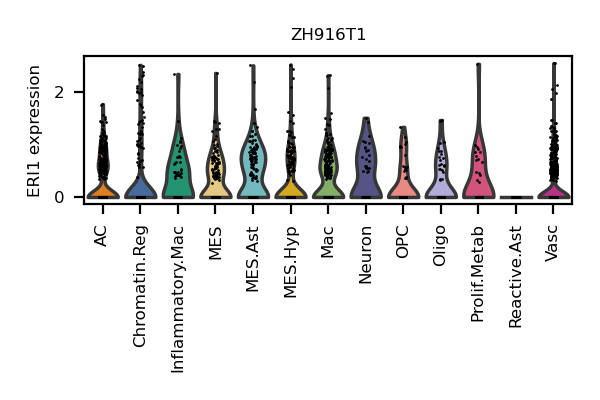 ZH916T1
ERI1 expression
2
0
AC
Chromatin.Reg
Inflammatory.Mac
MES
MES.Ast
MES.Hyp
Mac
Neuron
OPC
Oligo
Prolif.Metab
Reactive.Ast
Vasc